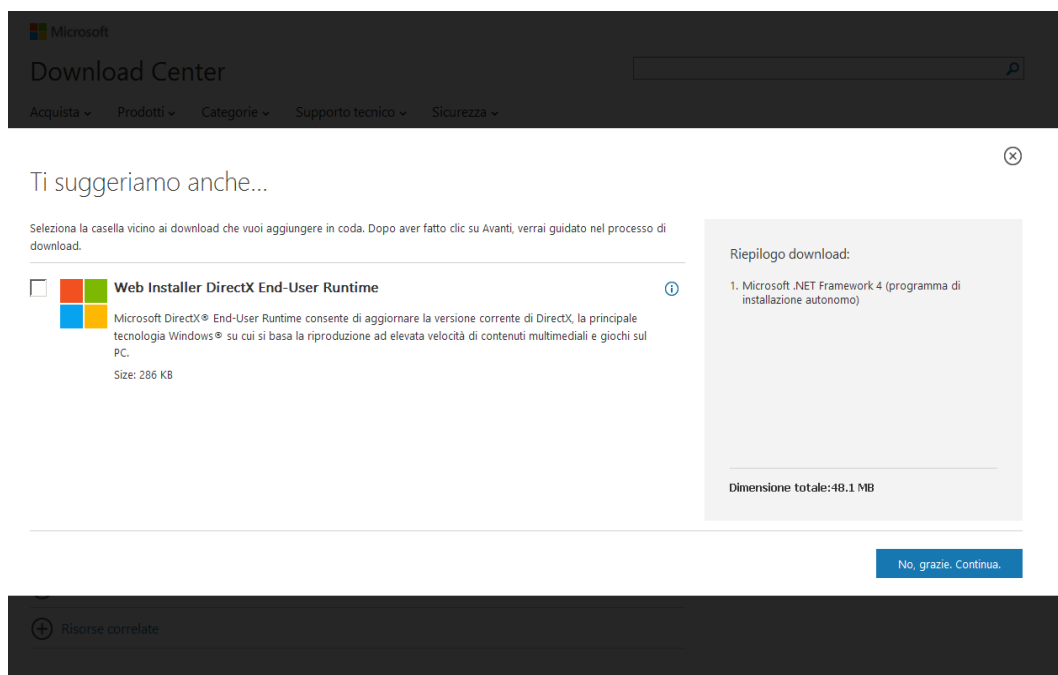 Microsoft
Download Center
Acquista Prodotti Categorie Supporto tecnico Sicurezza
Ti suggeriamo anche...
Seleziona la casella vicino ai download che vuoi aggiungere in coda. Dopo aver fatto clic su Avanti, verrai guidato nel processo di
download.
Web Installer DirectX End-User Runtime
Microsoft DirectX® End-User Runtime consente di aggiornare la versione corrente di DirectX, la principale
tecnologia Windows® su cui si basa la riproduzione ad elevata velocità di contenuti multimediali e giochi sul
PC.
Size: 286 KB
Riepilogo download:
1. Microsoft .NET Framework 4 (programma di
installazione autonomo)
Dimensione totale:48.1 MB
No, grazie. Continua.
Risorse correlate